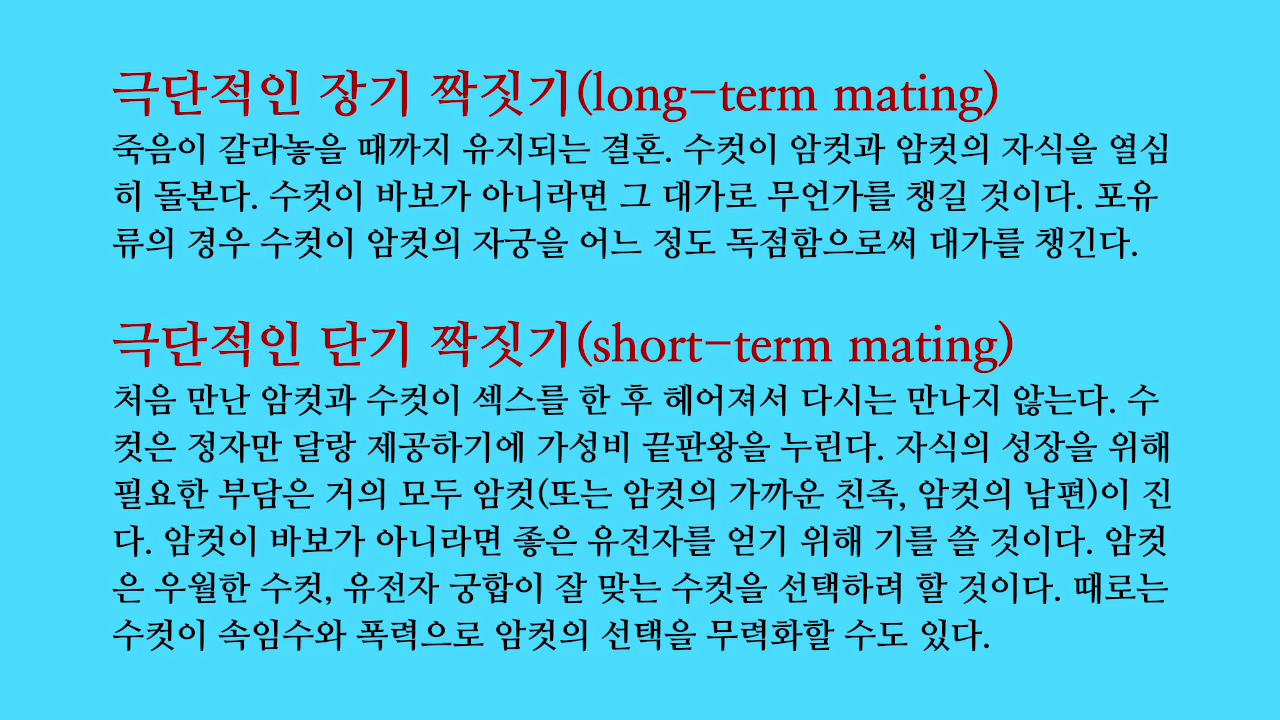 극단적인 장기 짝짓기(long-term mating)
죽음이 갈라놓을 때까지 유지되는 결혼. 수컷이 암컷과 암컷의 자식을 열심
히 돌본다. 수컷이 바보가 아니라면 그 대가로 무언가를 챙길 것이다. 포유
류의 경우 수컷이 암컷의 자궁을 어느 정도 독점함으로써 대가를 챙긴다.
극단적인 단기 짝짓기(short-term mating)
처음 만난 암컷과 수컷이 섹스를 한 후 헤어져서 다시는 만나지 않는다. 수
컷은 정자만 달랑 제공하기에 가성비 끝판왕을 누린다. 자식의 성장을 위해
필요한 부담은 거의 모두 암컷(또는 암컷의 가까운 친족, 암컷의 남편)이 진
다. 암컷이 바보가 아니라면 좋은 유전자를 얻기 위해 기를 쓸 것이다. 암컷
은 우월한 수컷, 유전자 궁합이 잘 맞는 수컷을 선택하려 할 것이다. 때로는
수컷이 속임수와 폭력으로 암컷의 선택을 무력화할 수도 있다.